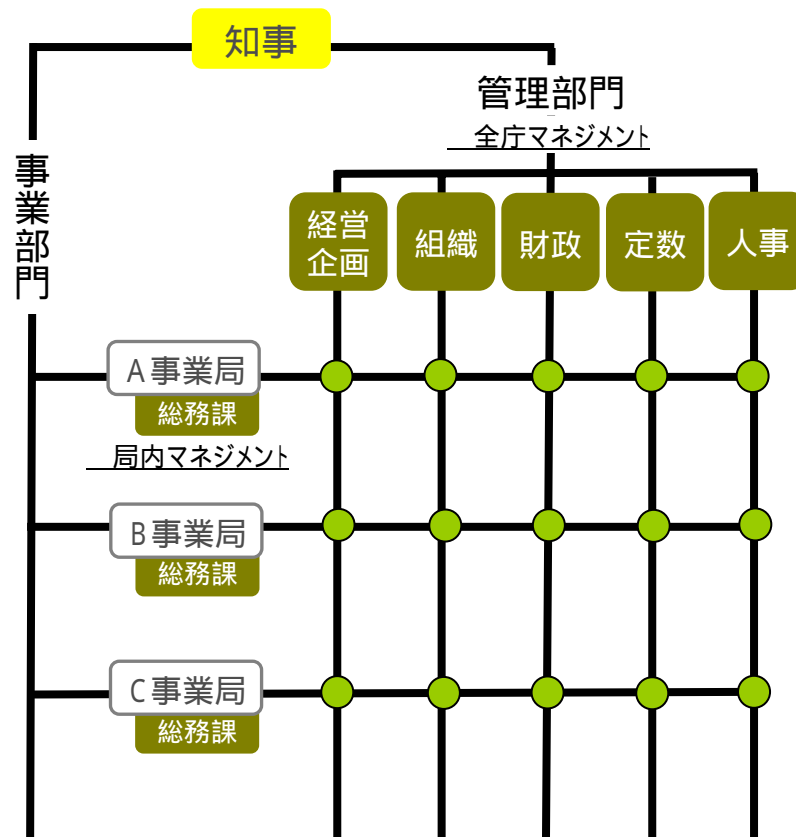 知事
管理部門
全庁マネジメント
事業部門
経営
企画
組織
財政
定数
人事
A事業局
総務課
局内マネジメント
B事業局
総務課
C事業局
総務課